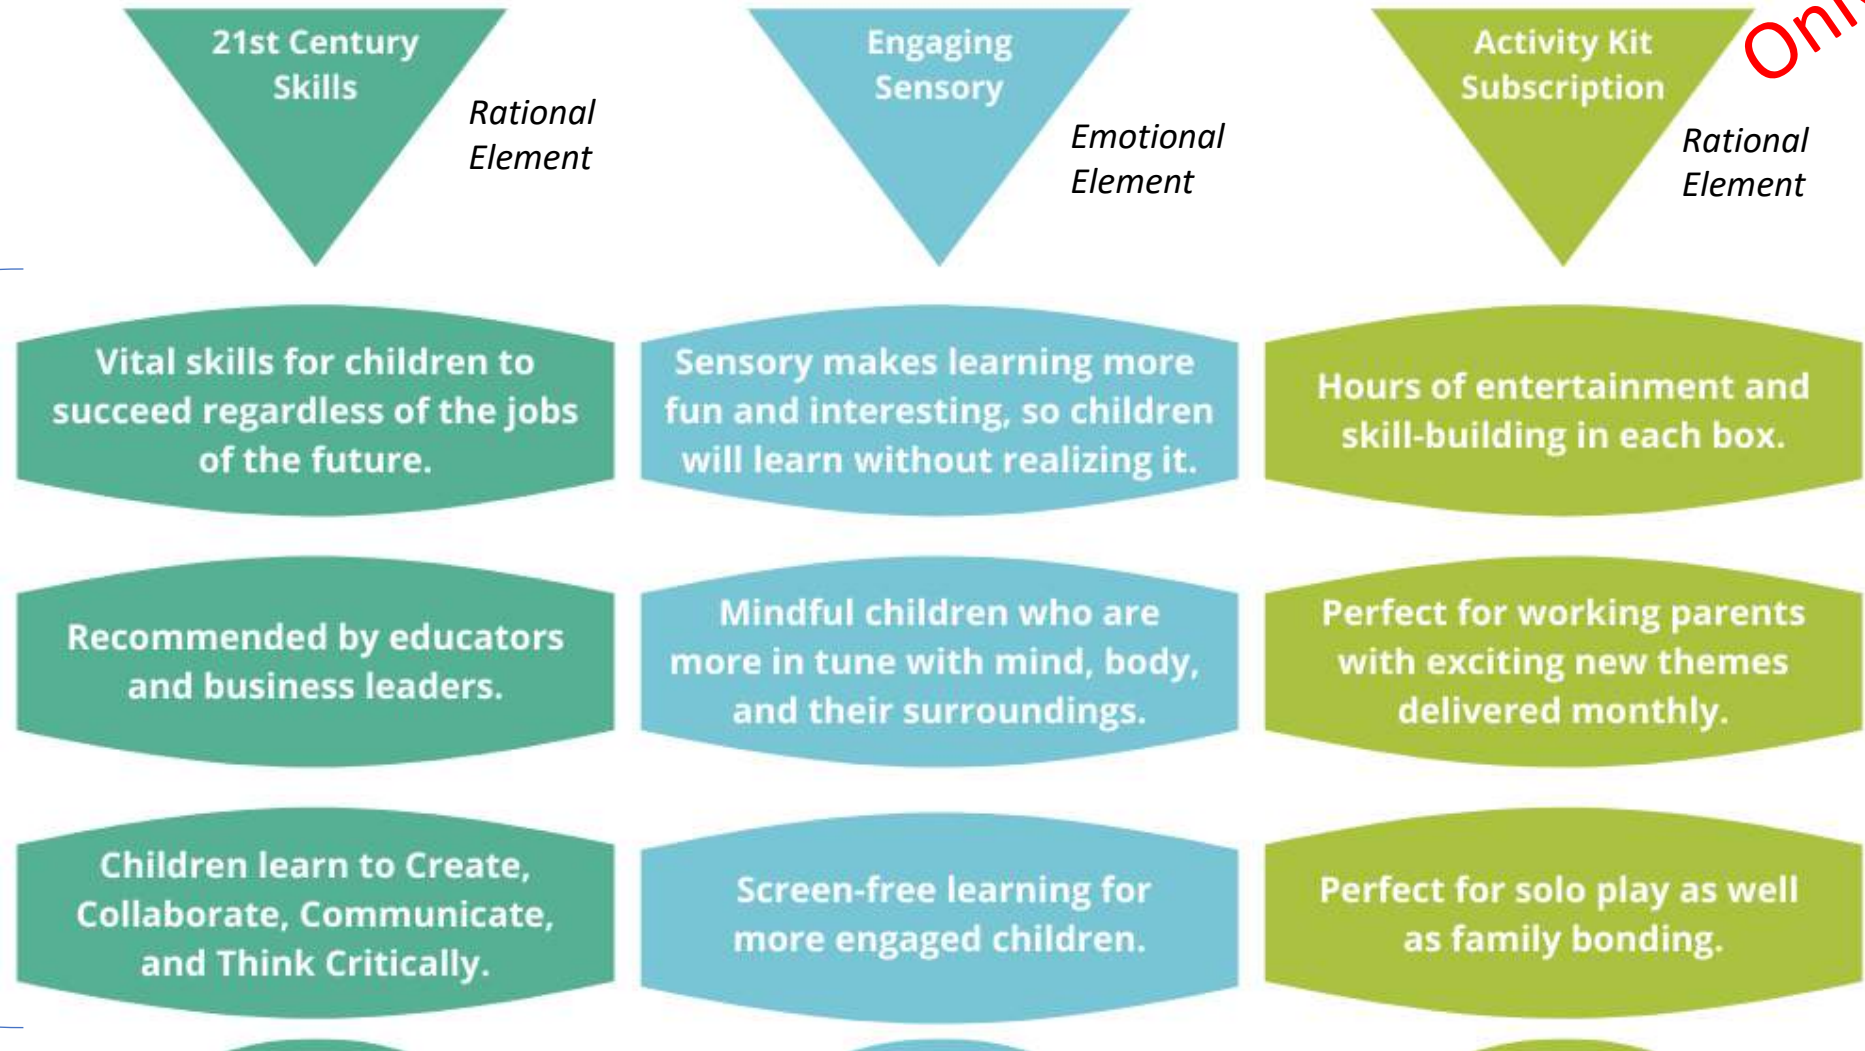 21st Century
Skills
Rational
Element
Engaging
Sensory
Emotional
Element
Activity Kit
Subscription
Rational
Element
Vital skills for children to
succeed regardless of the jobs
of the future.
Sensory makes learning more
fun and interesting, so children
will learn without realizing it.
Hours of entertainment and
skill-building in each box.
Recommended by educators
and business leaders.
Mindful children who are
more in tune with mind, body,
and their surroundings.
Perfect for working parents
with exciting new themes
delivered monthly.
Children learn to Create,
Collaborate, Communicate,
and Think Critically.
Screen-free learning for
more engaged children.
Perfect for solo play as well
as family bonding.